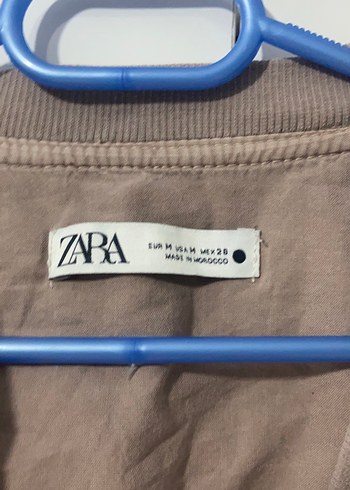 ZARA
EUR M USA M MEX 28
MADE IN MOROCCO